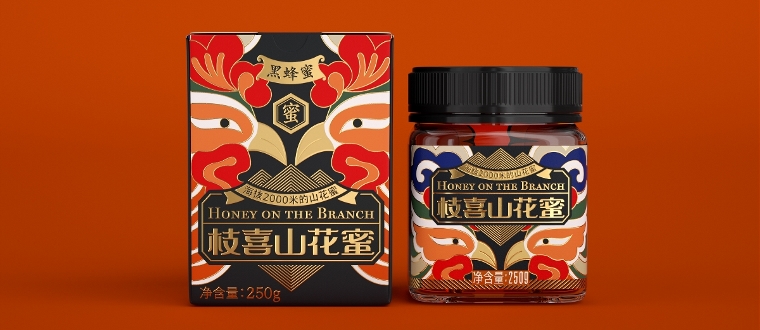 黑蜂蜜
蜜
海拔2000米的山花蜜
HONEY ON THE BRANCH
枝喜山花蜜
净含量:250g
海拔2000米的山花蜜
HONEY ON THE BRANCH
枝喜山花蜜
净含量:250g